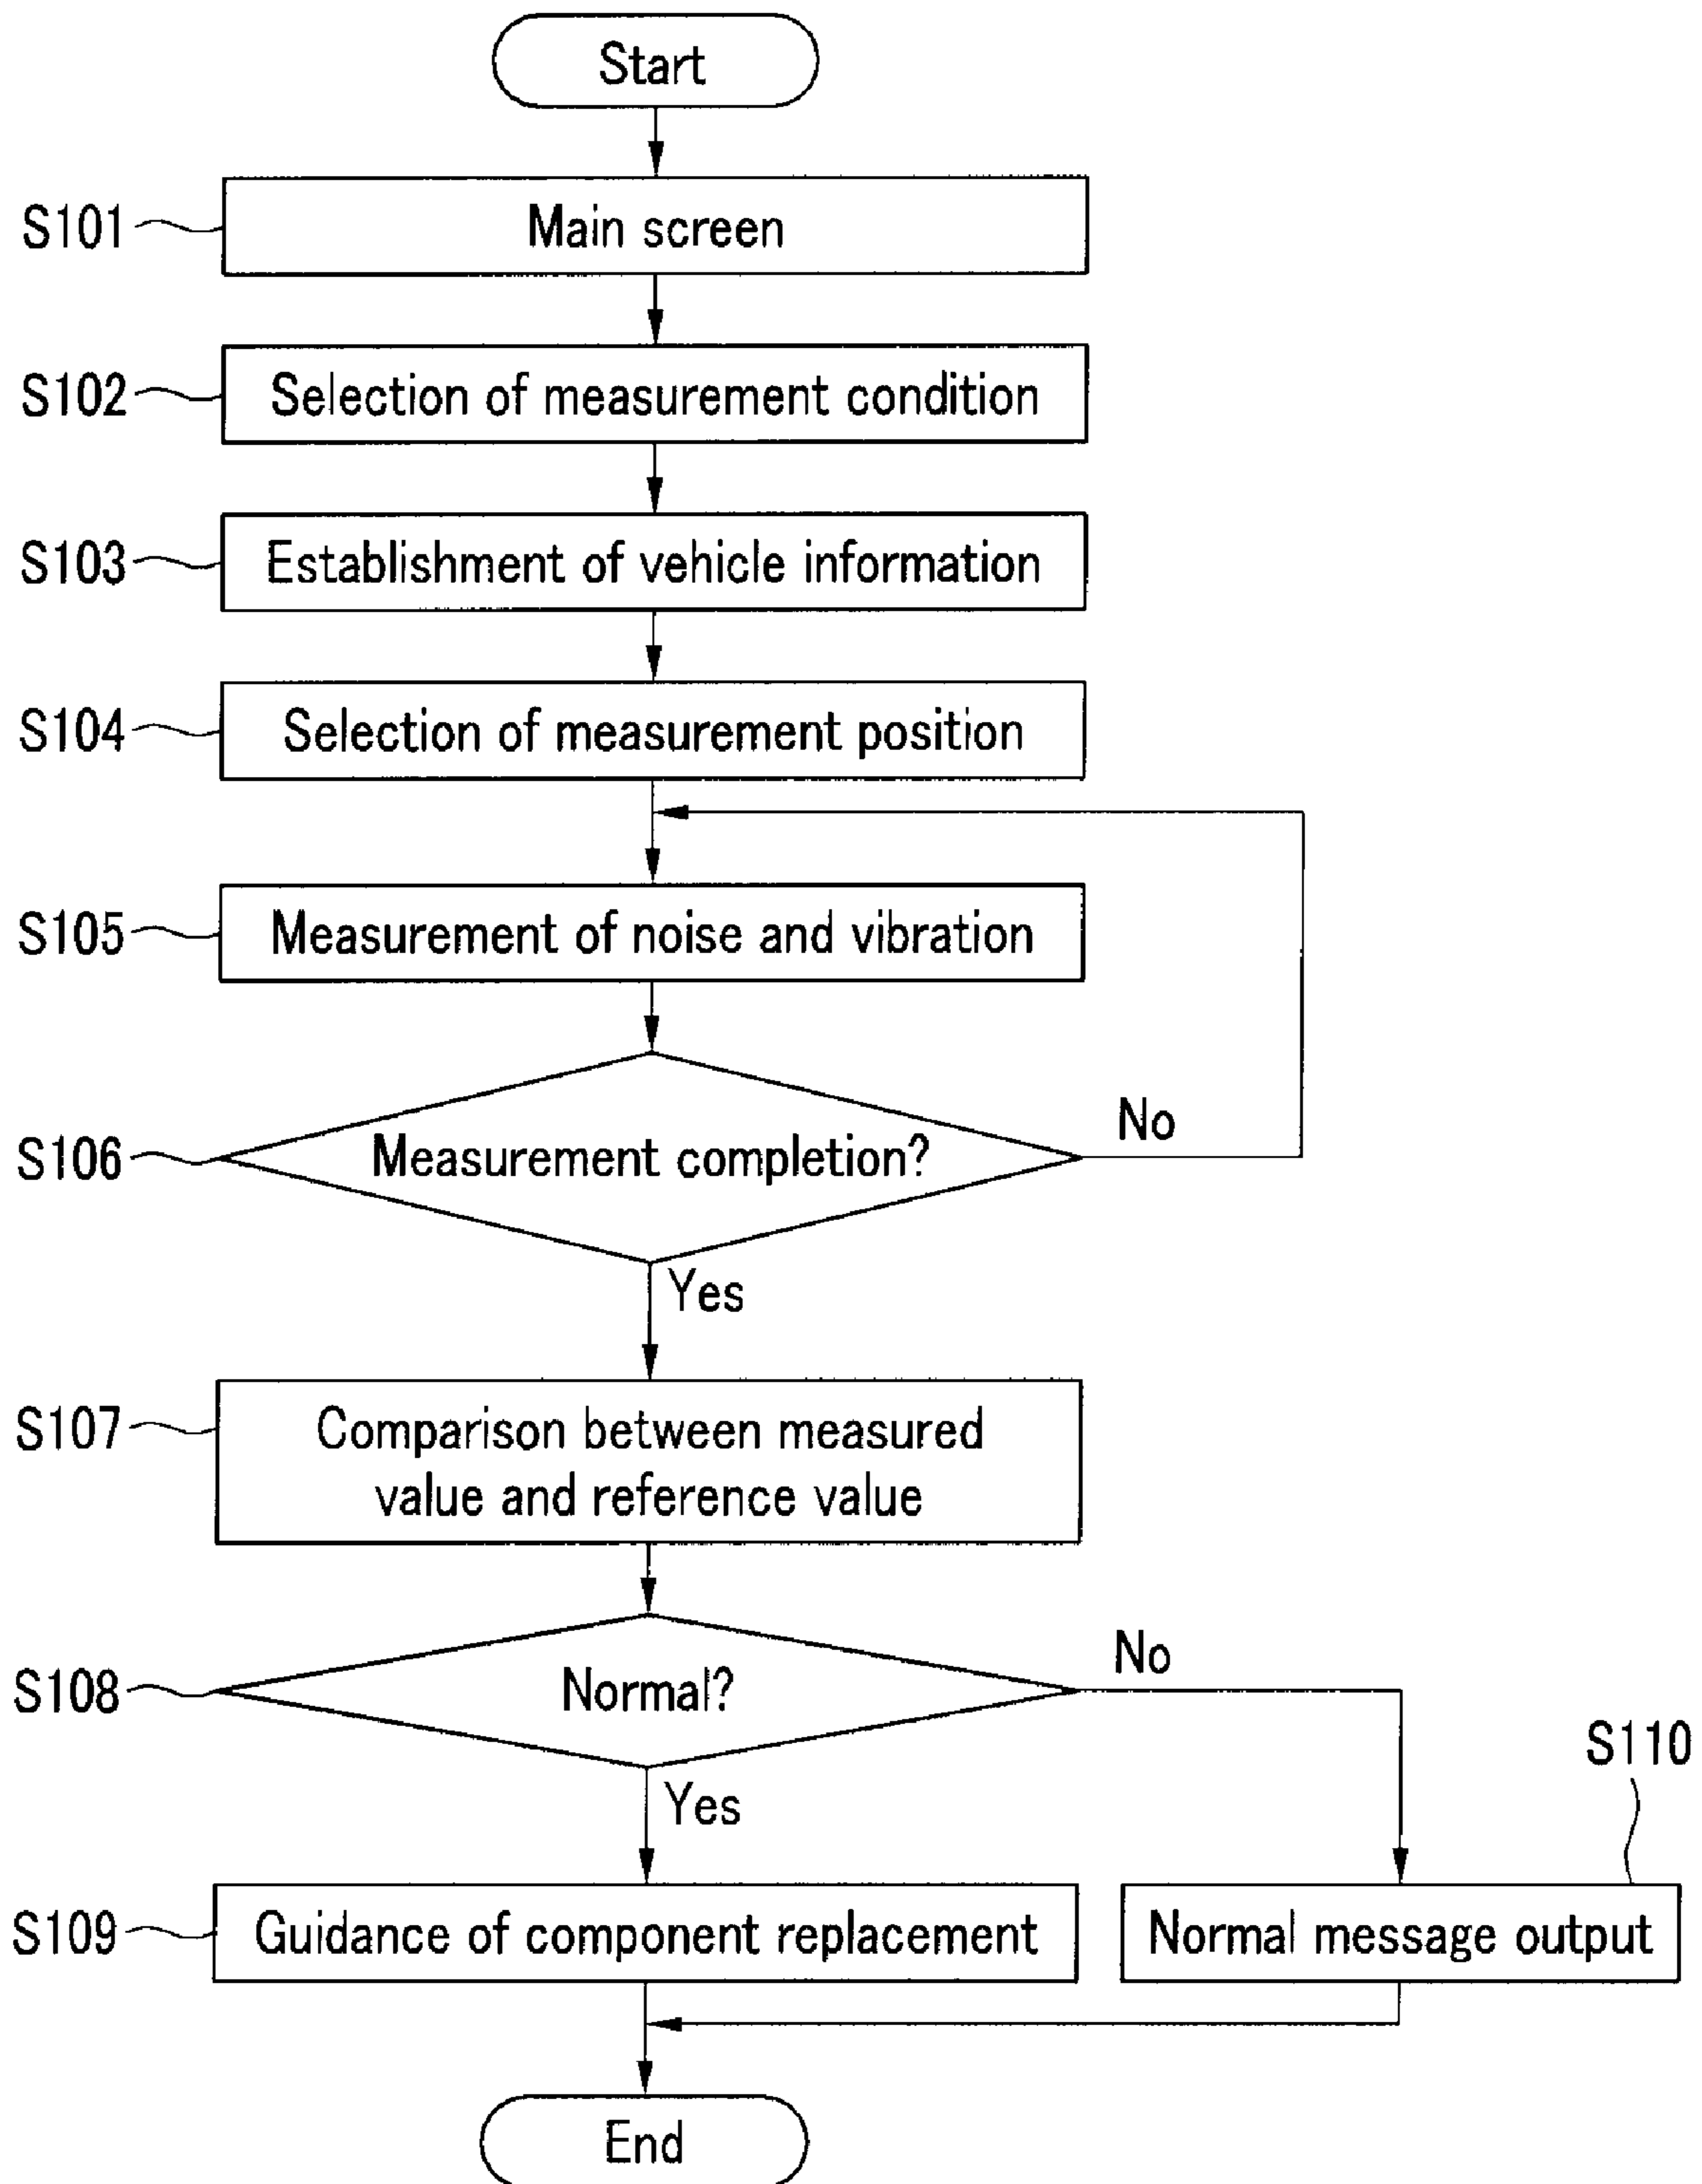 Start
S101
Main screen
S102
Selection of measurement condition
S103
Establishment of vehicle information
S104
Selection of measurement position
S105
Measurement of noise and vibration
S106
Measurement completion?
No
Yes
S107
Comparison between measured
value and reference value
S108
Normal?
No
Yes
S110
S109
Guidance of component replacement
Normal message output
End